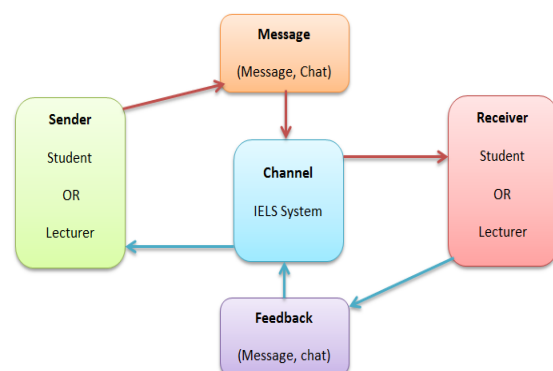 Message
(Message, Chat)
Sender
Student
OR
Lecturer
Channel
IELS System
Receiver
Student
OR
Lecturer
Feedback
(Message, chat)